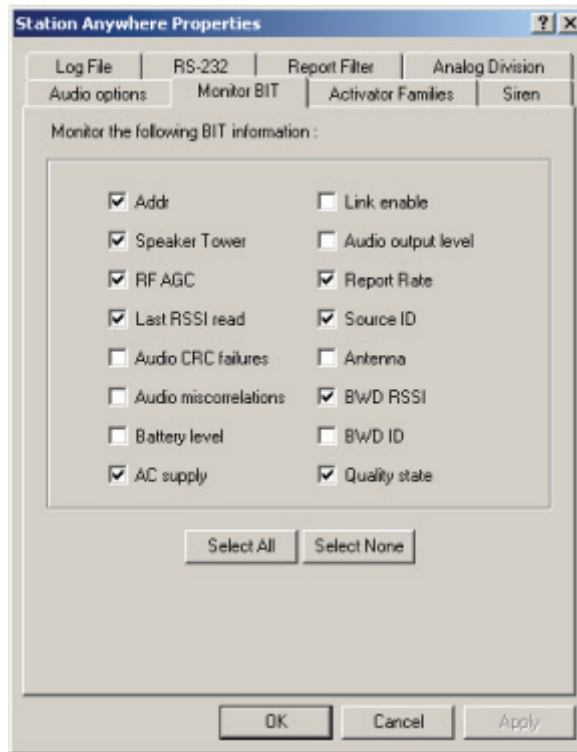 Station Anywhere Properties
Log File RS-232 Report Filter Analog Division
Audio options Monitor BIT Activator Families Siren
Monitor the following BIT information :
Addr Link enable
Speaker Tower Audio output level
RF AGC Report Rate
Last RSSI read Source ID
Audio CRC failures Antenna
Audio miscorrelations BWD RSSI
Battery level BWD ID
AC supply Quality state
Select All Select None
OK Cancel Apply